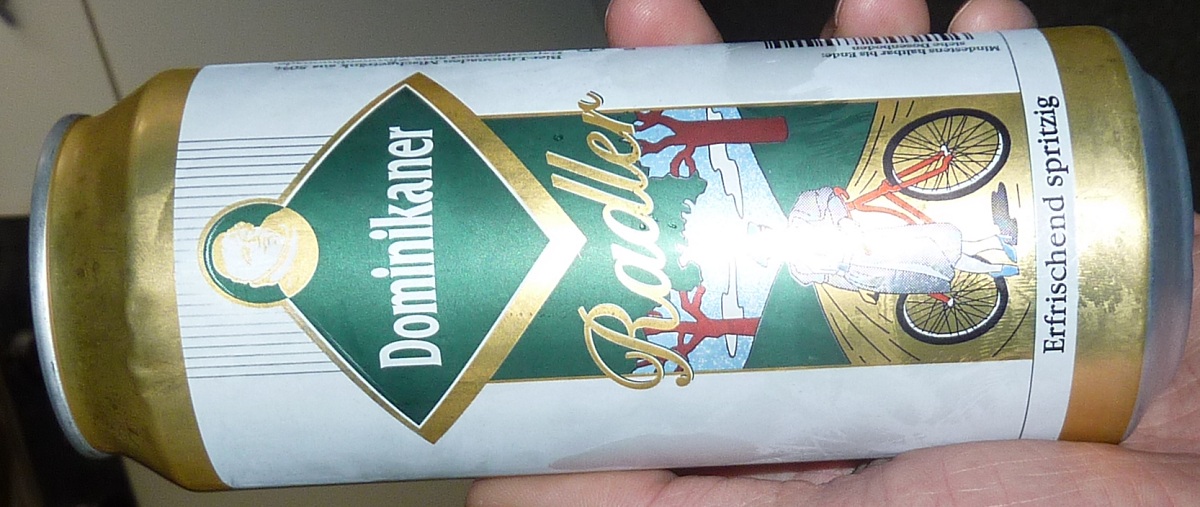 Dominikaner
Radler
Erfrischend spritzig
Mindestens haltbar bis Ende:
siehe Dosenboden